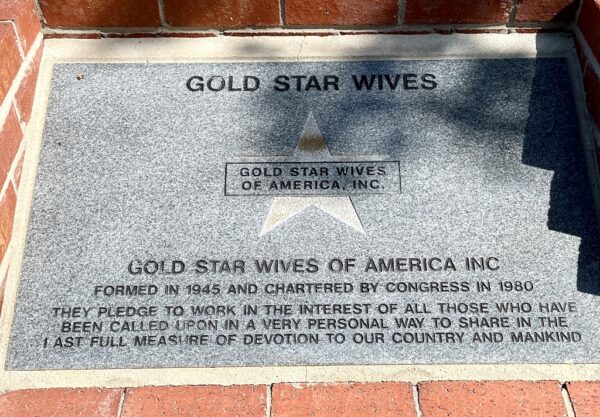 GOLD STAR WIVES
GOLD STAR WIVES
OF AMERICA, INC.
GOLD STAR WIVES OF AMERICA INC
FORMED IN 1945 AND CHARTERED BY CONGRESS IN 1980
THEY PLEDGE TO WORK IN THE INTEREST OF ALL THOSE WHO HAVE
BEEN CALLED UPON IN A VERY PERSONAL WAY TO SHARE IN THE
LAST FULL MEASURE OF DEVOTION TO OUR COUNTRY AND MANKIND